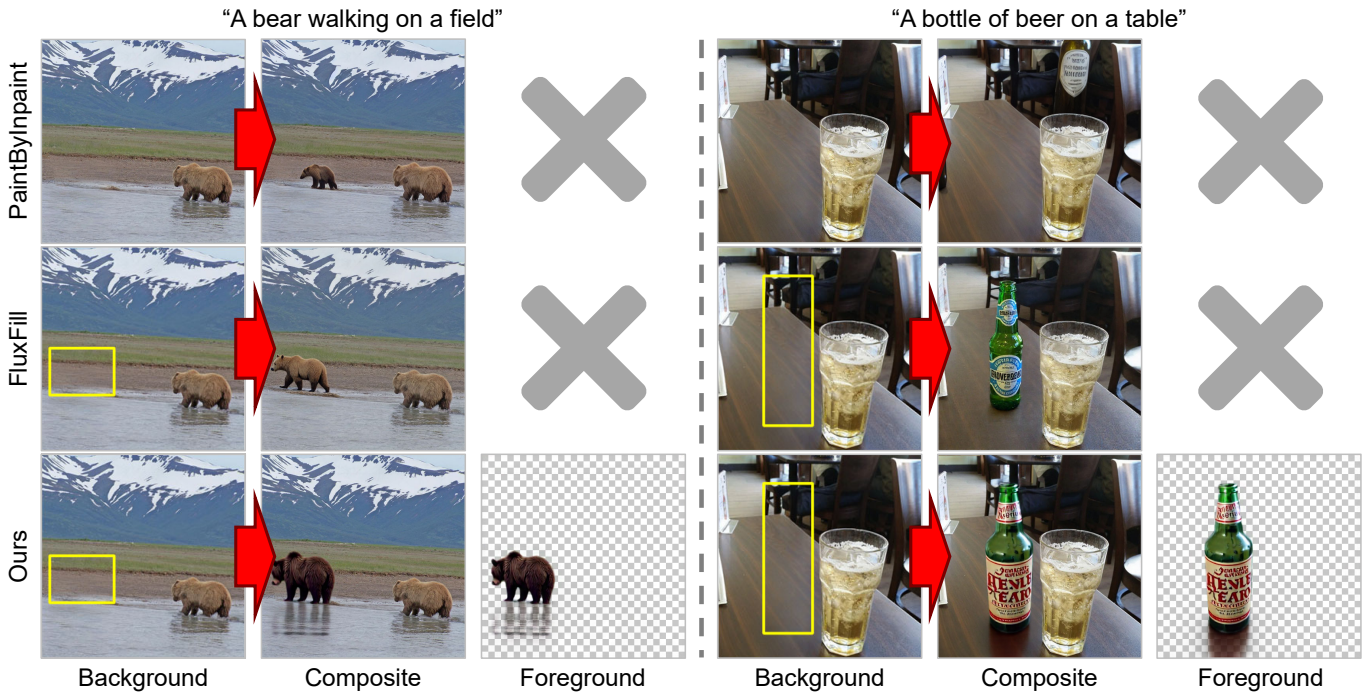 “A bear walking on a field”
“A bottle of beer on a table”
PaintByInpaint
FluxFill
Ours
Background
Composite
Foreground
Background
Composite
Foreground